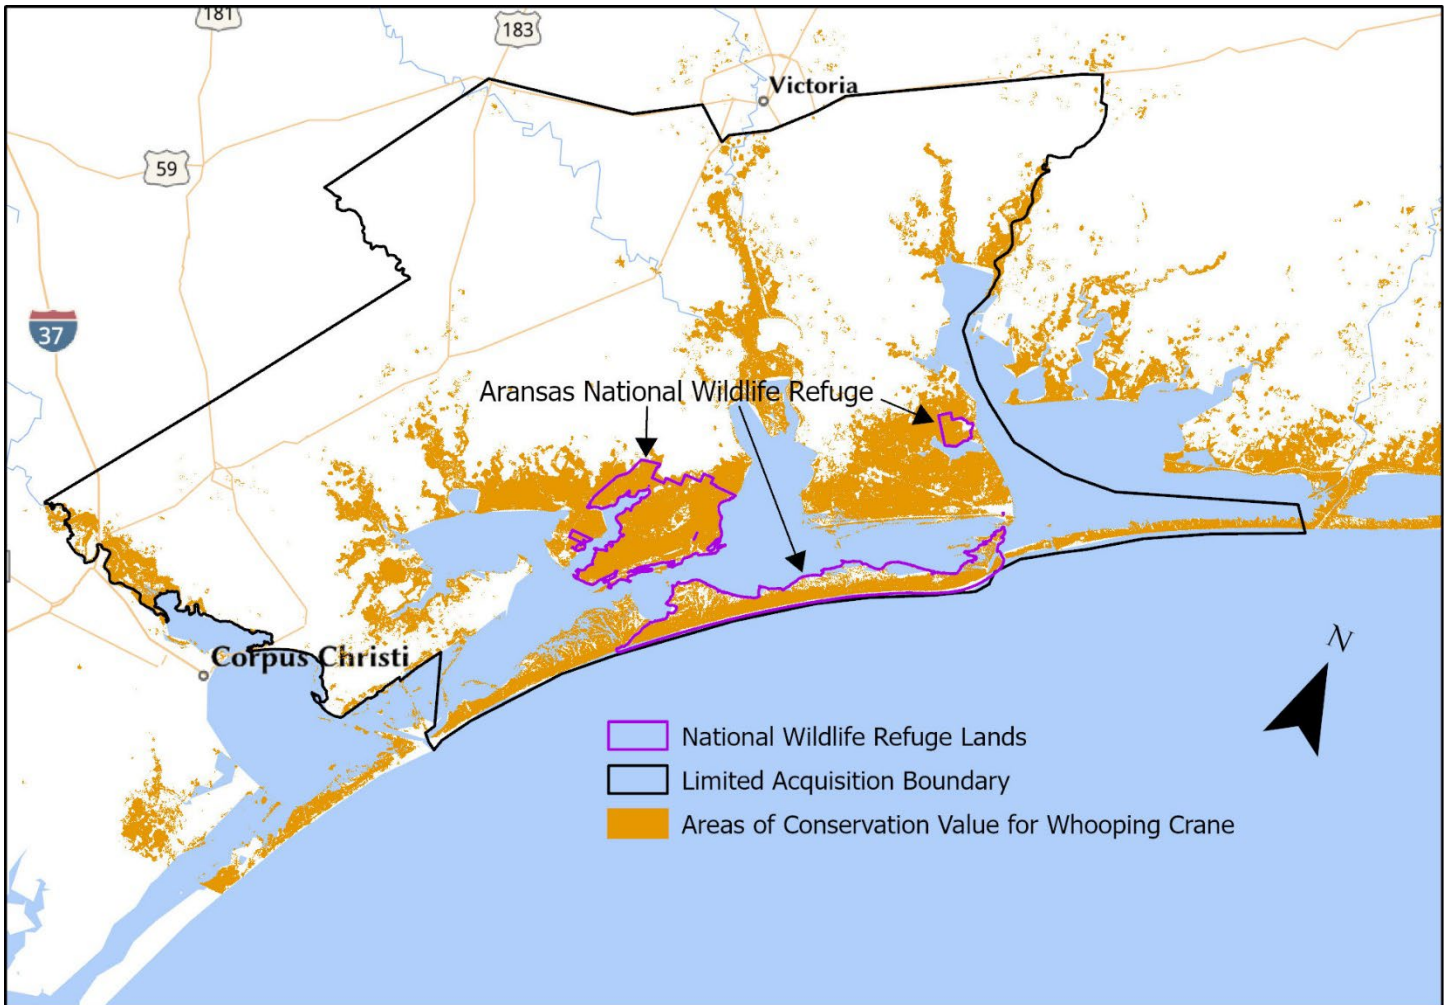 181
183
Victoria
59
37
Aransas National Wildlife Refuge
Corpus Christi
N
National Wildlife Refuge Lands
Limited Acquisition Boundary
Areas of Conservation Value for Whooping Crane